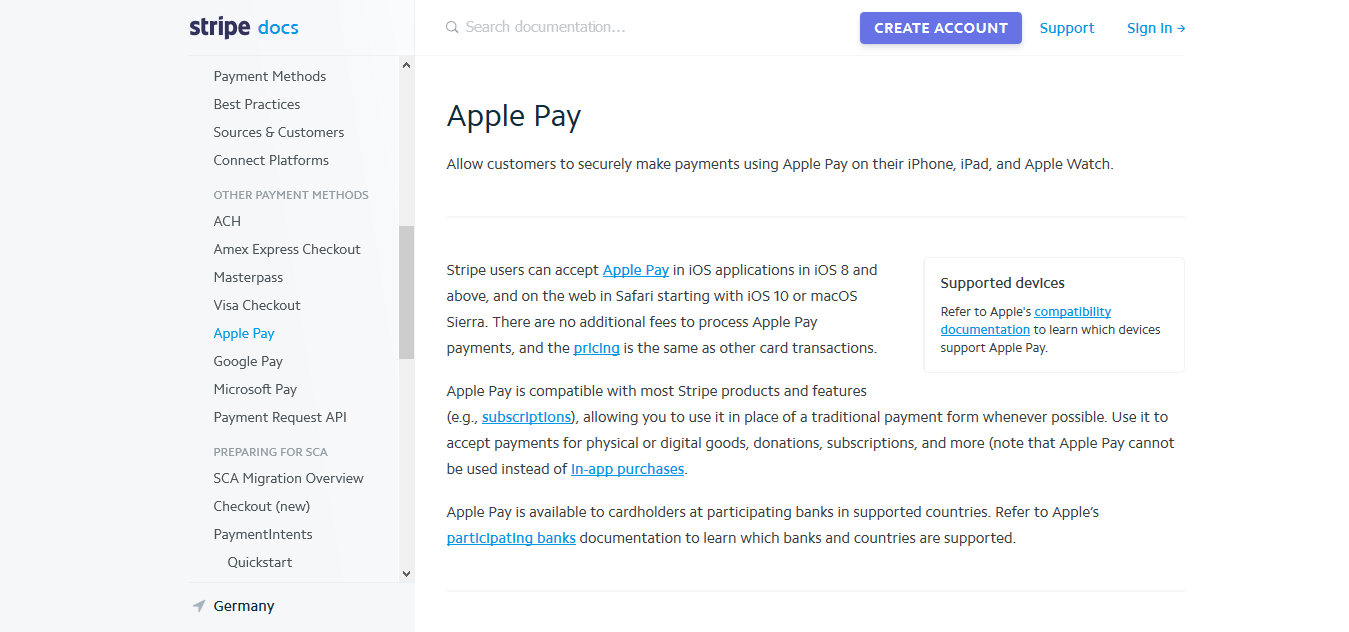 stripe docs
Search documentation...
CREATE ACCOUNT
Support
Sign in →
Payment Methods
Best Practices
Sources & Customers
Connect Platforms
OTHER PAYMENT METHODS
ACH
Amex Express Checkout
Masterpass
Visa Checkout
Apple Pay
Google Pay
Microsoft Pay
Payment Request API
PREPARING FOR SCA
SCA Migration Overview
Checkout (new)
PaymentIntents
Quickstart
Germany
Apple Pay
Allow customers to securely make payments using Apple Pay on their iPhone, iPad, and Apple Watch.
Stripe users can accept Apple Pay in iOS applications in iOS 8 and
above, and on the web in Safari starting with iOS 10 or macOS
Sierra. There are no additional fees to process Apple Pay
payments, and the pricing is the same as other card transactions.
Supported devices
Refer to Apple's compatibility
documentation to learn which devices
support Apple Pay.
Apple Pay is compatible with most Stripe products and features
(e.g., subscriptions), allowing you to use it in place of a traditional payment form whenever possible. Use it to
accept payments for physical or digital goods, donations, subscriptions, and more (note that Apple Pay cannot
be used instead of in-app purchases.
Apple Pay is available to cardholders at participating banks in supported countries. Refer to Apple’s
participating banks documentation to learn which banks and countries are supported.